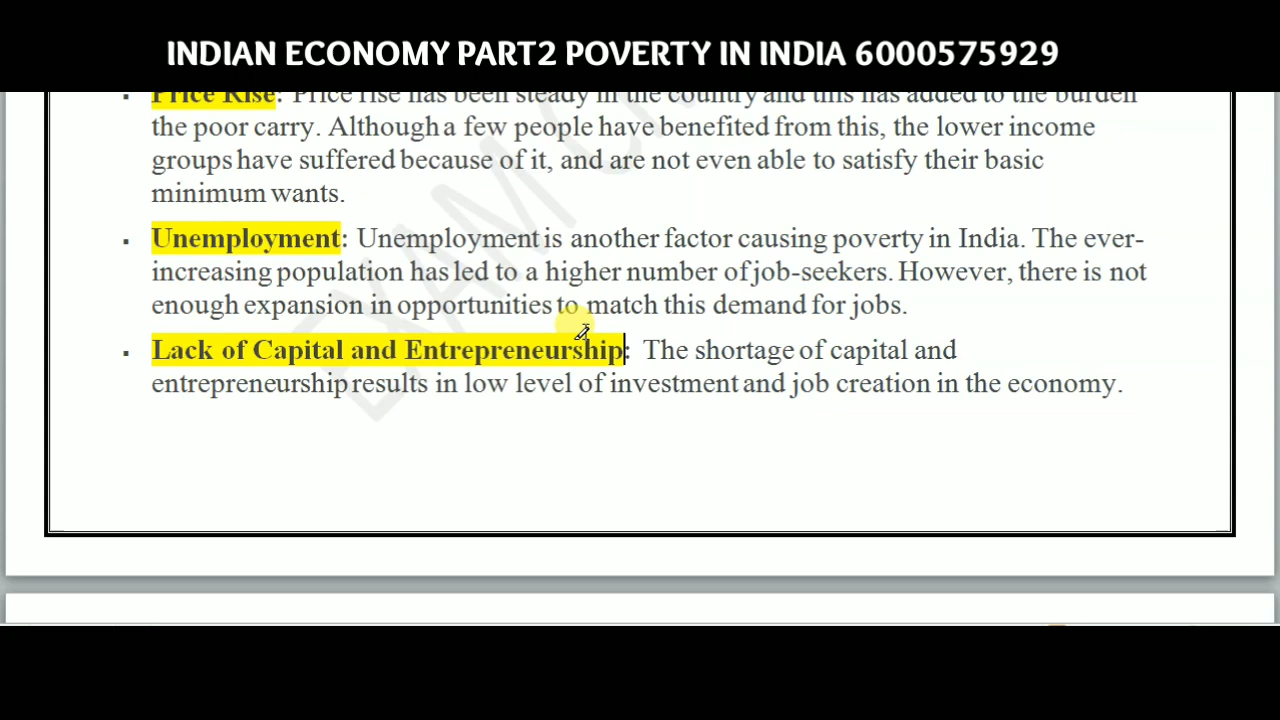 INDIAN ECONOMY PART2 POVERTY IN INDIA 6000575929
▪ Price Rise: Price rise has been steady in the country and this has added to the burden
the poor carry. Although a few people have benefited from this, the lower income
groups have suffered because of it, and are not even able to satisfy their basic
minimum wants.
▪ Unemployment: Unemployment is another factor causing poverty in India. The ever-
increasing population has led to a higher number of job-seekers. However, there is not
enough expansion in opportunities to match this demand for jobs.
▪ Lack of Capital and Entrepreneurship: The shortage of capital and
entrepreneurship results in low level of investment and job creation in the economy.
EXAM